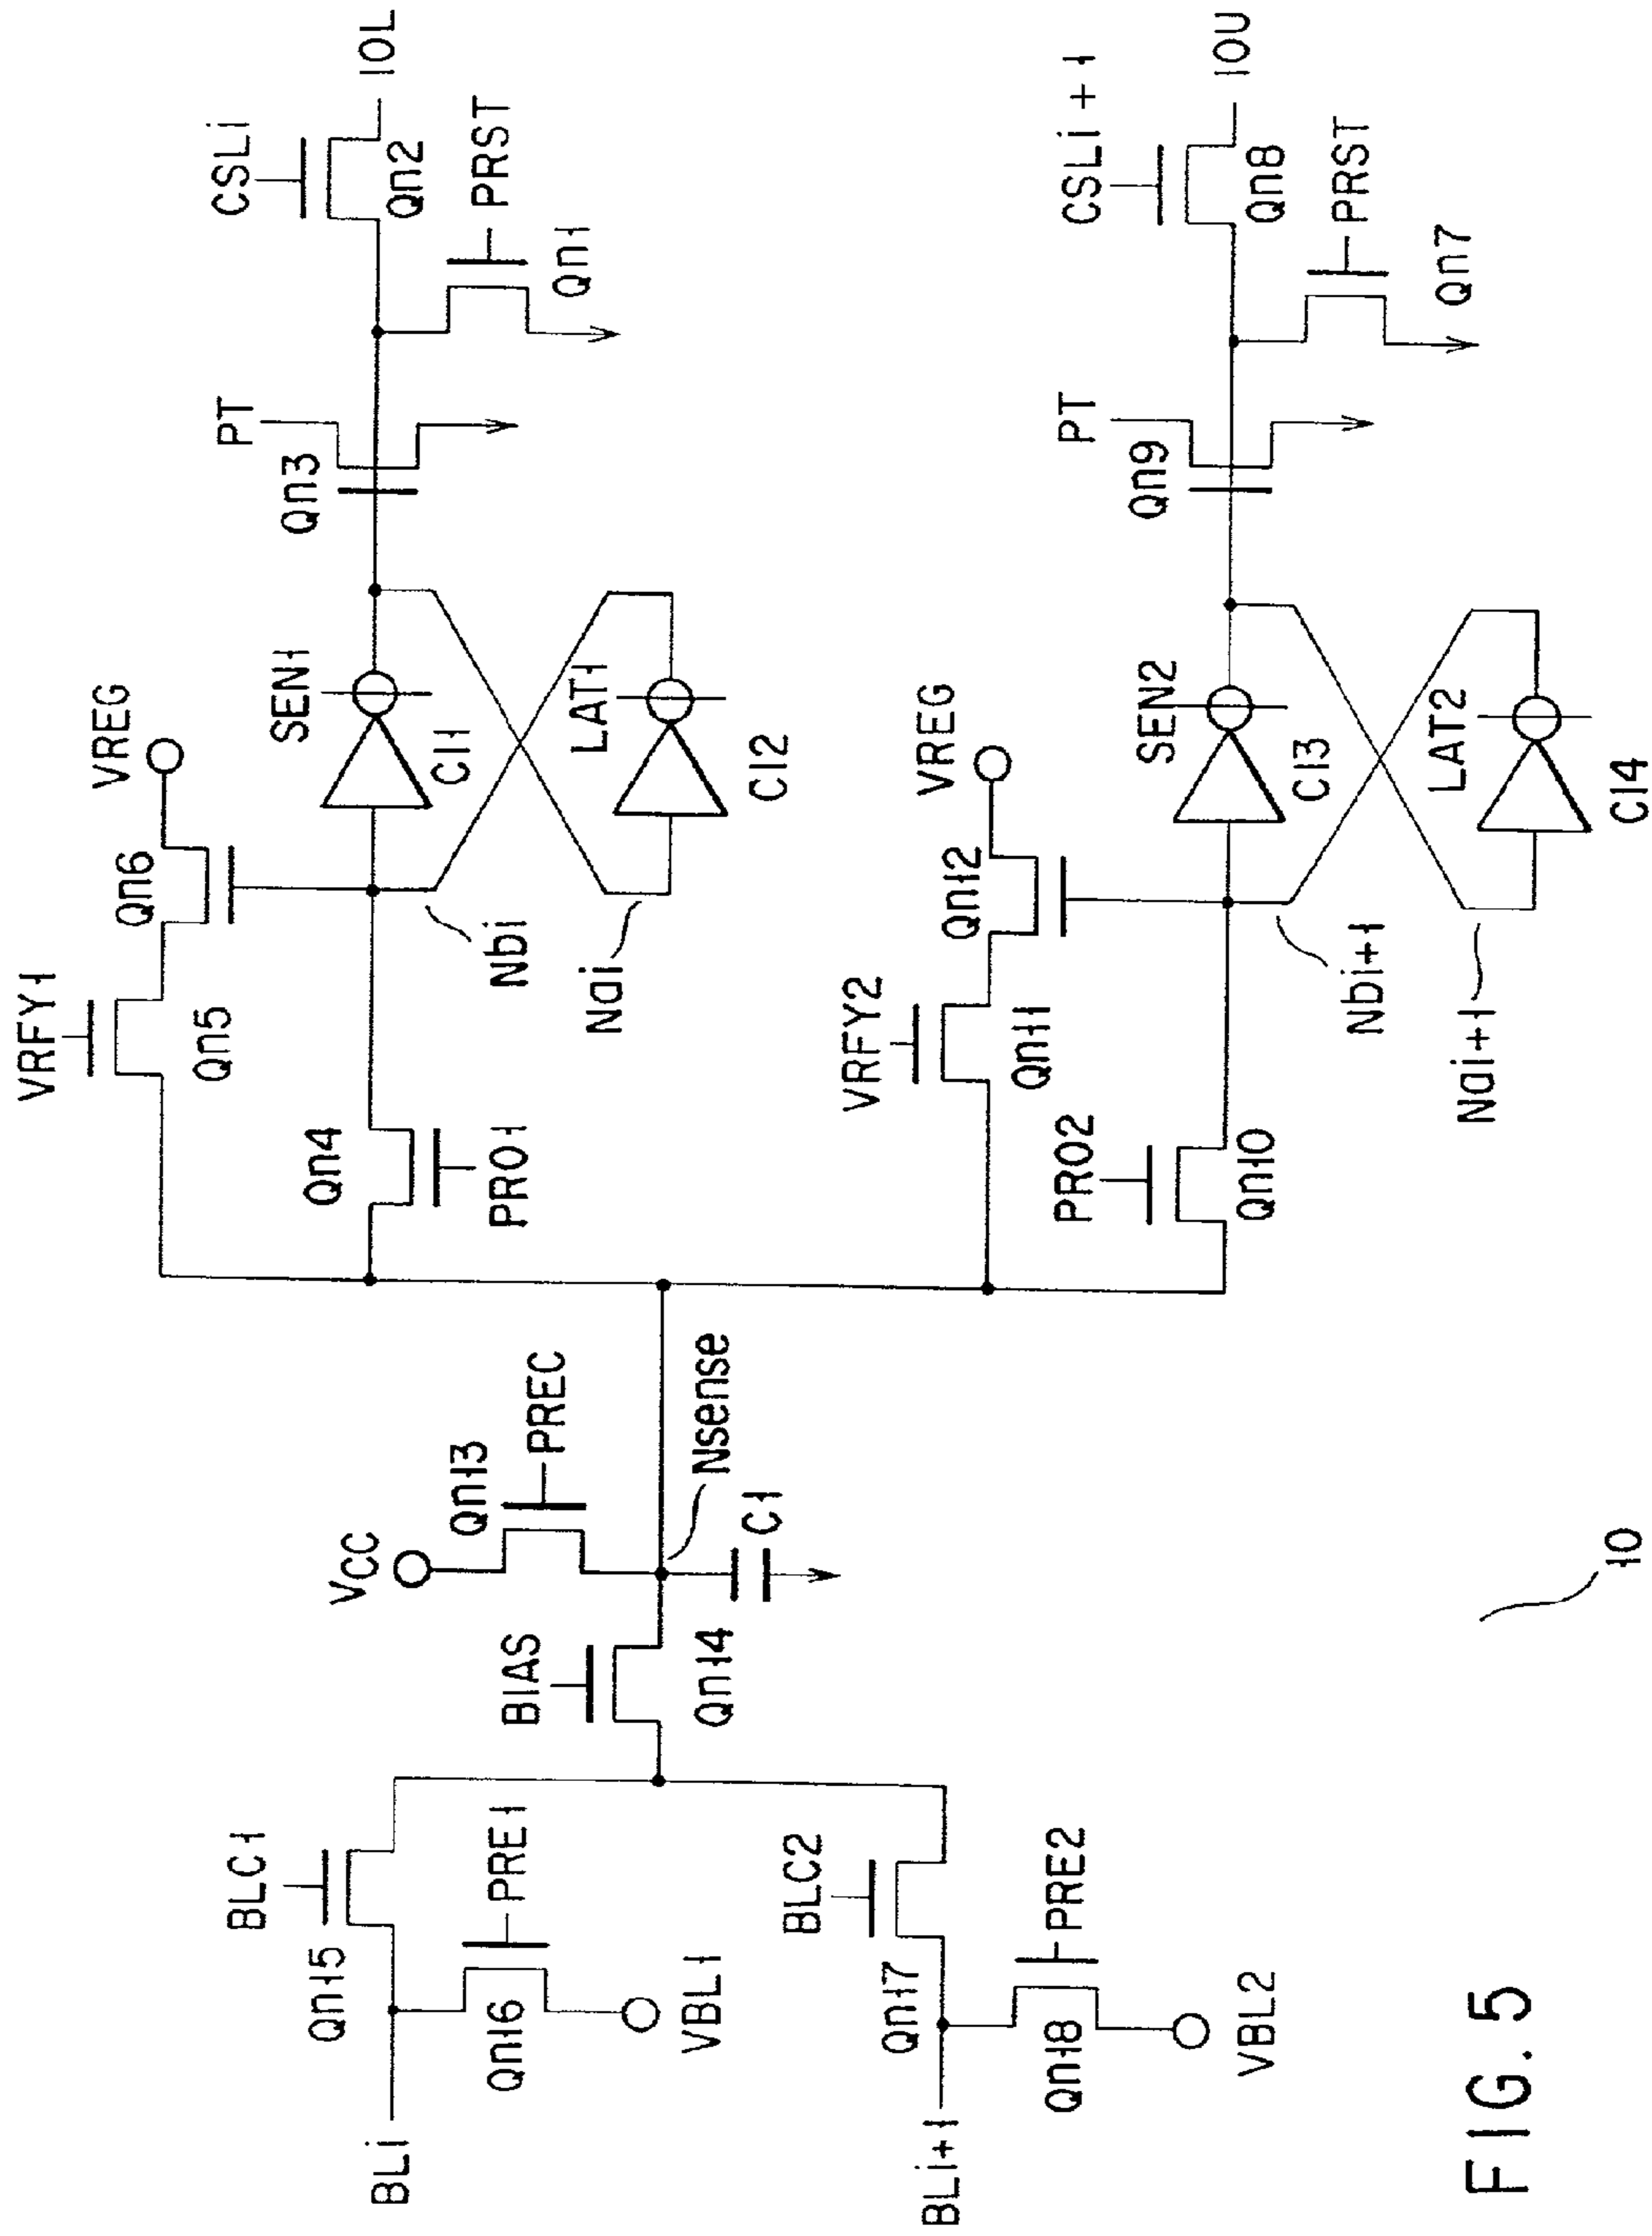 BLi
BLC1
Qn15
Qn16
PRE1
VBL1
BLi+1
BLC2
Qn17
Qn18
PRE2
VBL2
BIAS
Qn14
VCC
Qn13
PREC
Nsense
C1
VRFY1
Qn5
Qn6
VREG
Qn4
PRO1
Nbi
Nai
SEN1
CI1
LAT1
CI2
PT
Qn3
CSLi
Qn2
IOL
Qn1
PRST
VRFY2
Qn11
Qn12
VREG
PRO2
Qn10
Nbi+1
Nai+1
SEN2
CI3
LAT2
CI4
PT
Qn9
CSLi+1
Qn8
IOU
Qn7
PRST
10
FIG. 5